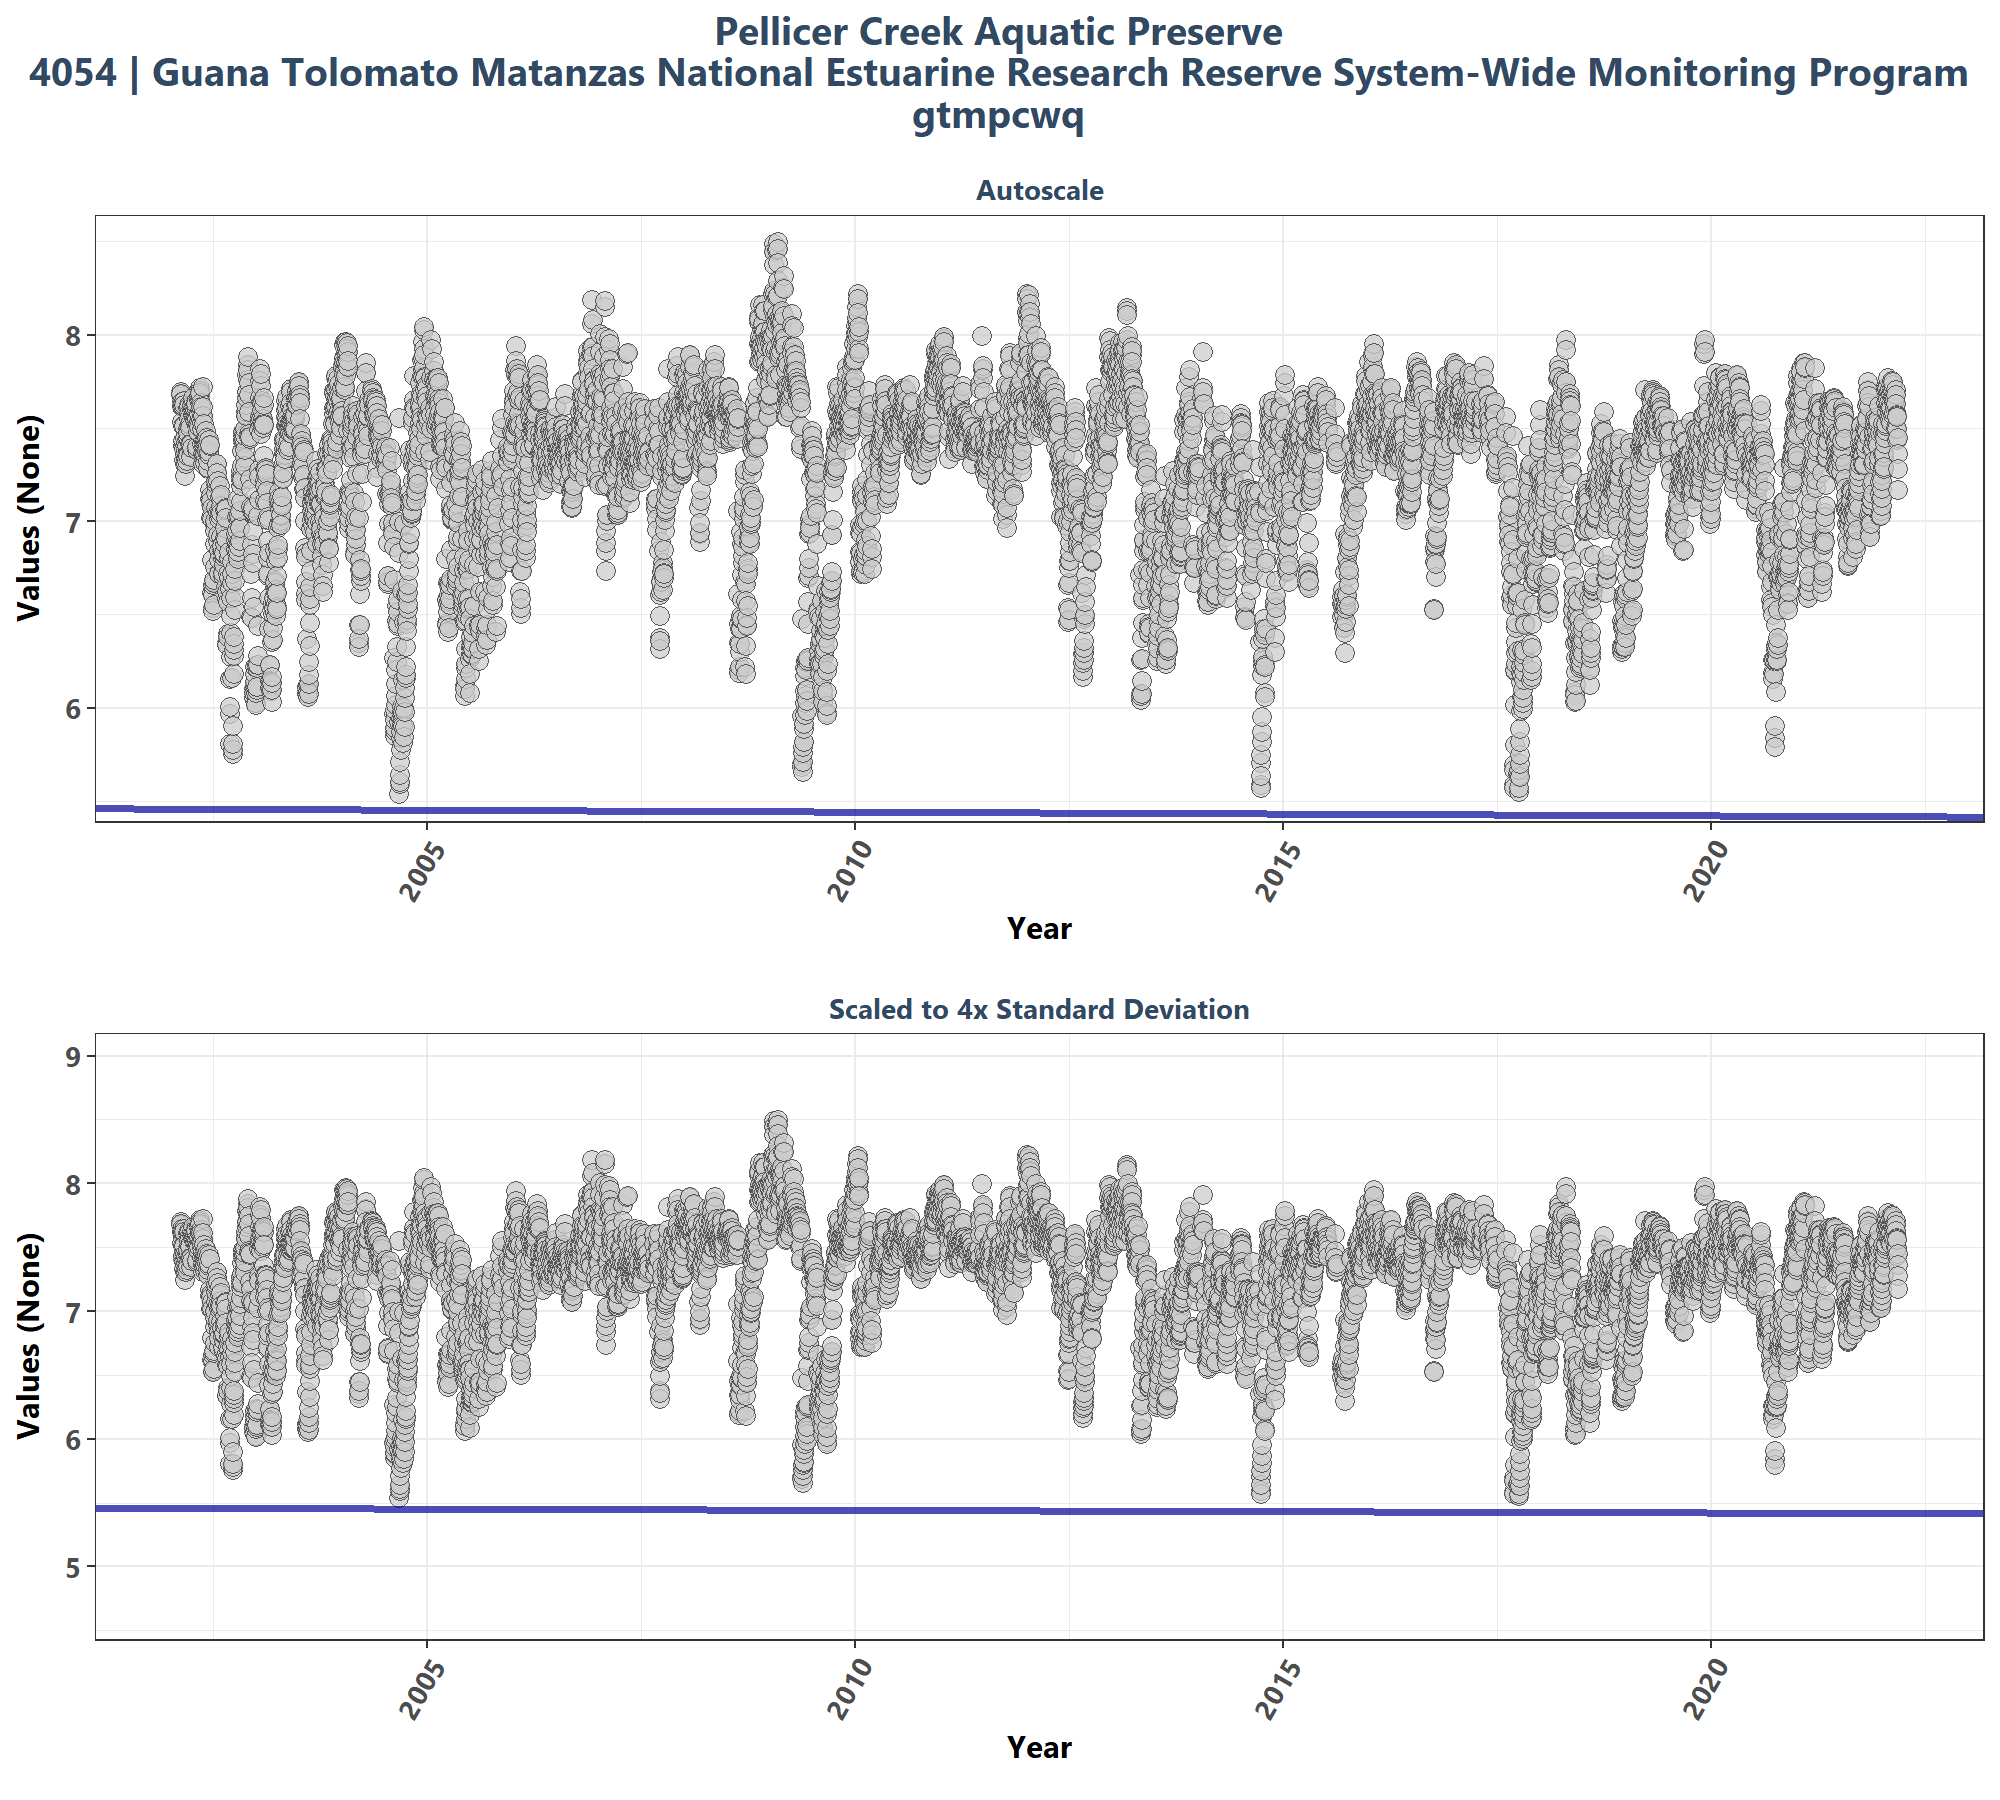 Pellicer Creek Aquatic Preserve
4054 | Guana Tolomato Matanzas National Estuarine Research Reserve System-Wide Monitoring Program
gtmpcwq
Autoscale
Values (None)
8
7
6
2005
2010
2015
2020
Year
Scaled to 4x Standard Deviation
Values (None)
9
8
7
6
5
2005
2010
2015
2020
Year